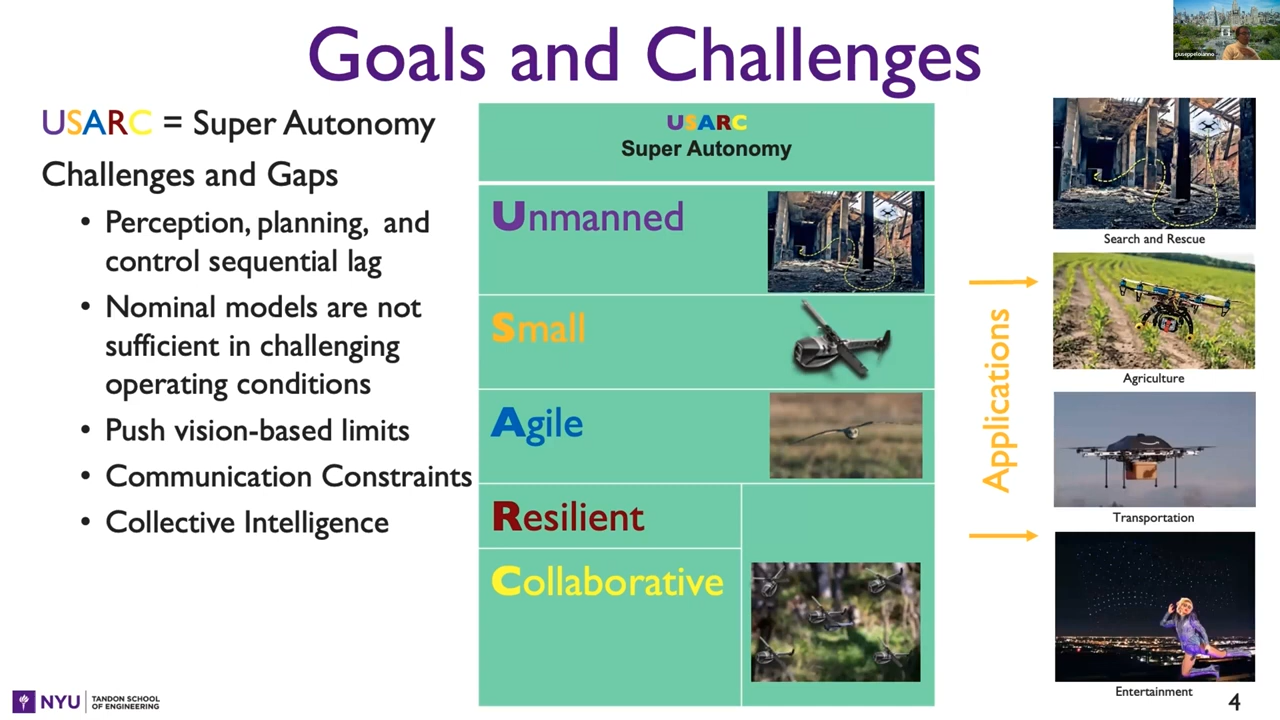 Goals and Challenges
giuseppeloianno
USARC = Super Autonomy
Challenges and Gaps
• Perception, planning, and
control sequential lag
• Nominal models are not
sufficient in challenging
operating conditions
• Push vision-based limits
• Communication Constraints
• Collective Intelligence
USARC
Super Autonomy
Unmanned
Small
Agile
Resilient
Collaborative
Applications
Search and Rescue
Agriculture
Transportation
Entertainment
NYU
TANDON SCHOOL
OF ENGINEERING
4